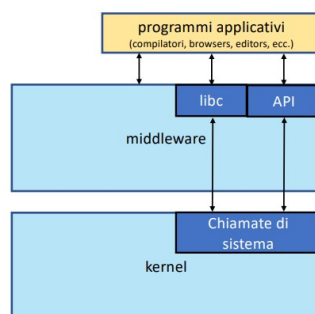 programmi applicativi
(compilatori, browsers, editors, ecc.)
libc
API
middleware
Chiamate di
sistema
kernel